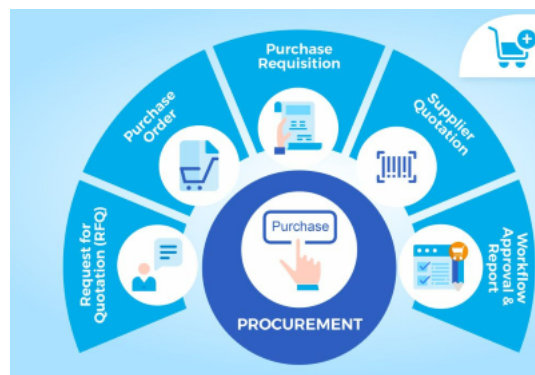 Request for
Quotation (RFQ)
Purchase
Order
Purchase
Requisition
Supplier
Quotation
Workflow
Approval &
Report
Purchase
PROCUREMENT